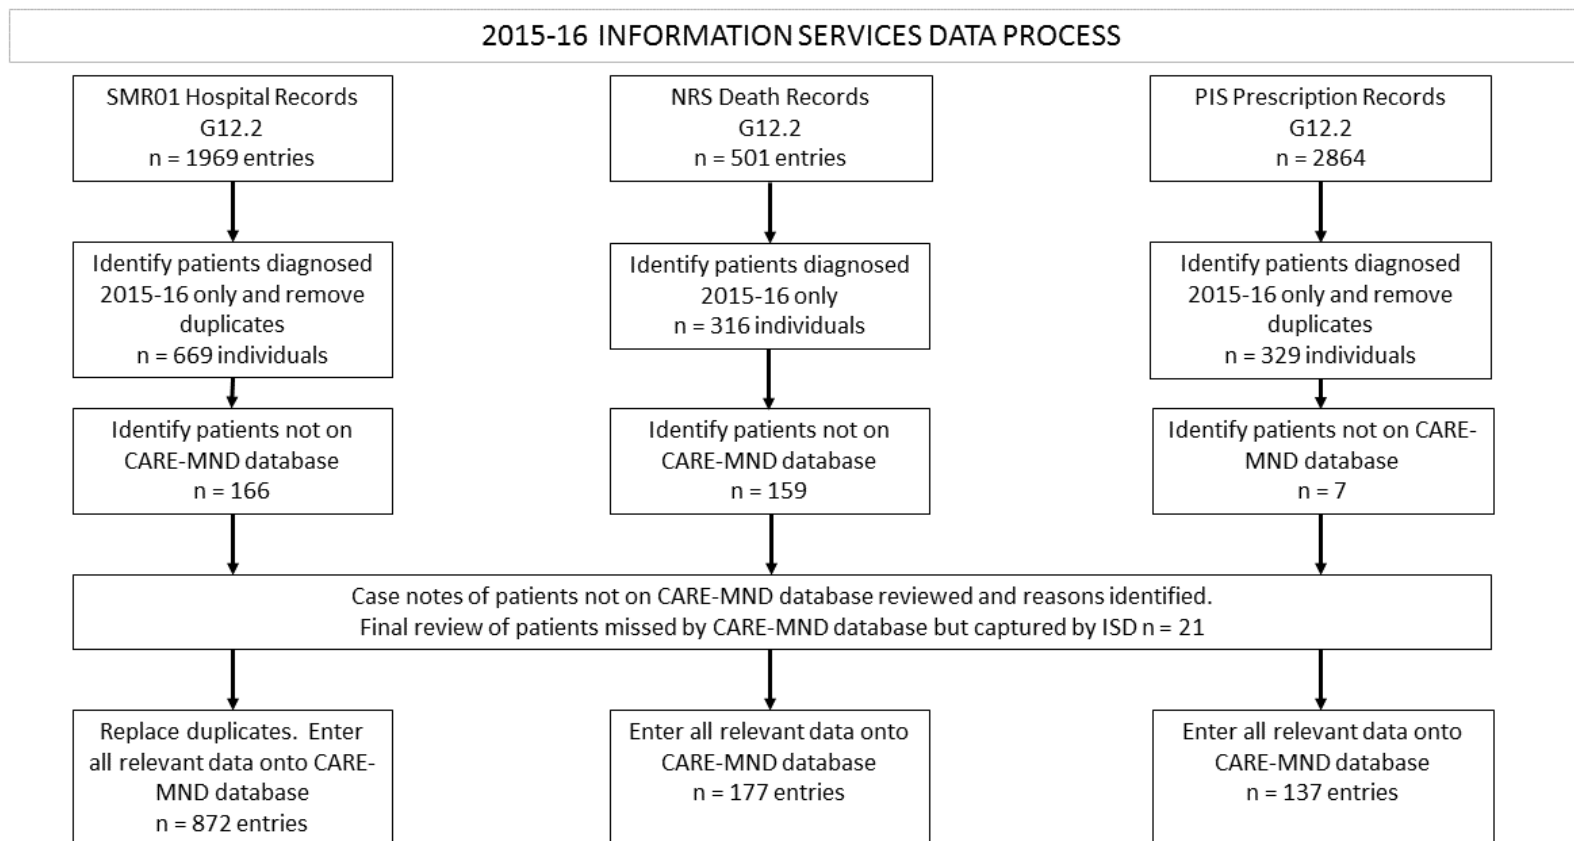 2015-16 INFORMATION SERVICES DATA PROCESS
SMR01 Hospital Records
G12.2
n = 1969 entries
NRS Death Records
G12.2
n = 501 entries
PIS Prescription Records
G12.2
n = 2864
Identify patients diagnosed
2015-16 only and remove
duplicates
n = 669 individuals
Identify patients diagnosed
2015-16 only
n = 316 individuals
Identify patients diagnosed
2015-16 only and remove
duplicates
n = 329 individuals
Identify patients not on
CARE-MND database
n = 166
Identify patients not on
CARE-MND database
n = 159
Identify patients not on CARE-
MND database
n = 7
Case notes of patients not on CARE-MND database reviewed and reasons identified.
Final review of patients missed by CARE-MND database but captured by ISD n = 21
Replace duplicates.  Enter
all relevant data onto CARE-
MND database
n = 872 entries
Enter all relevant data onto
CARE-MND database
n = 177 entries
Enter all relevant data onto
CARE-MND database
n = 137 entries